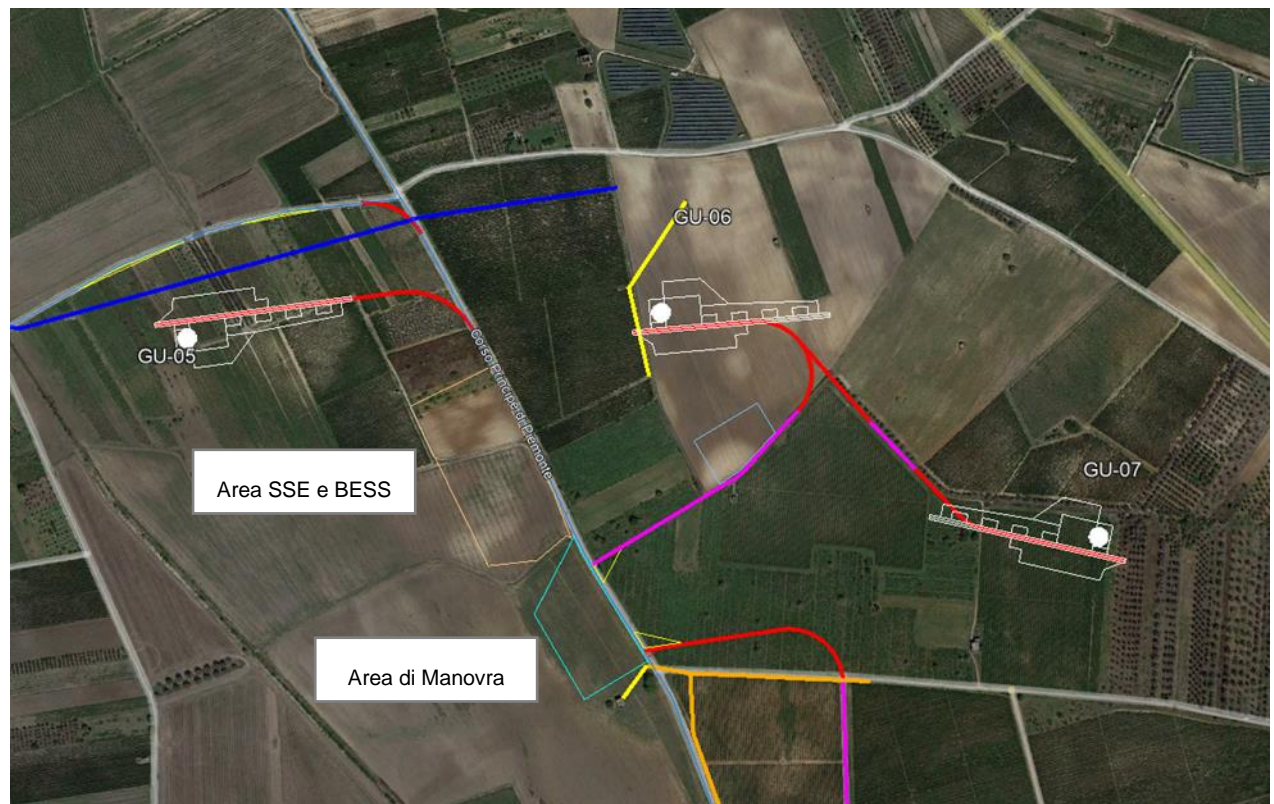 GU-06
GU-05
Corso Principe di Piemonte
GU-07
Area SSE e BESS
Area di Manovra